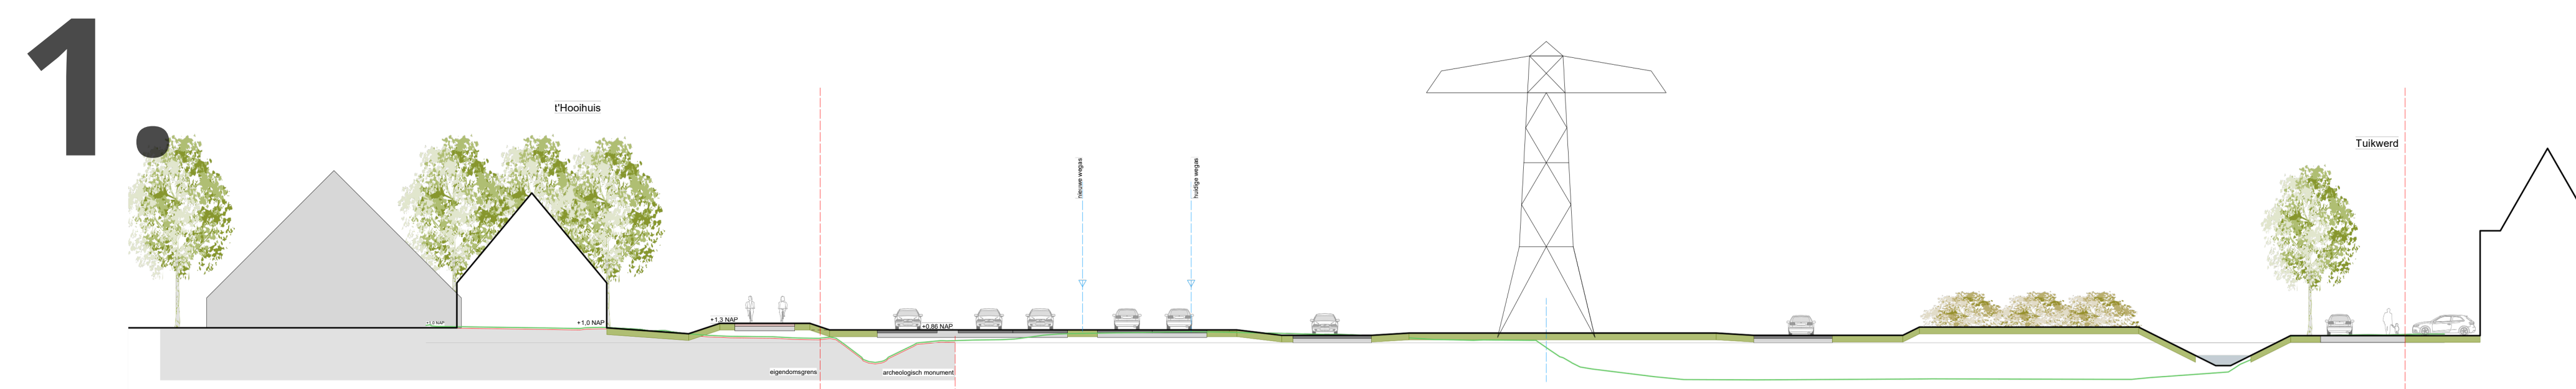 1.
t'Hooihuis
Tuikwerd
nieuwe wegas
huidige wegas
+1.0 NAP
+1.3 NAP
+0.86 NAP
eigendomsgrens
archeologisch monument